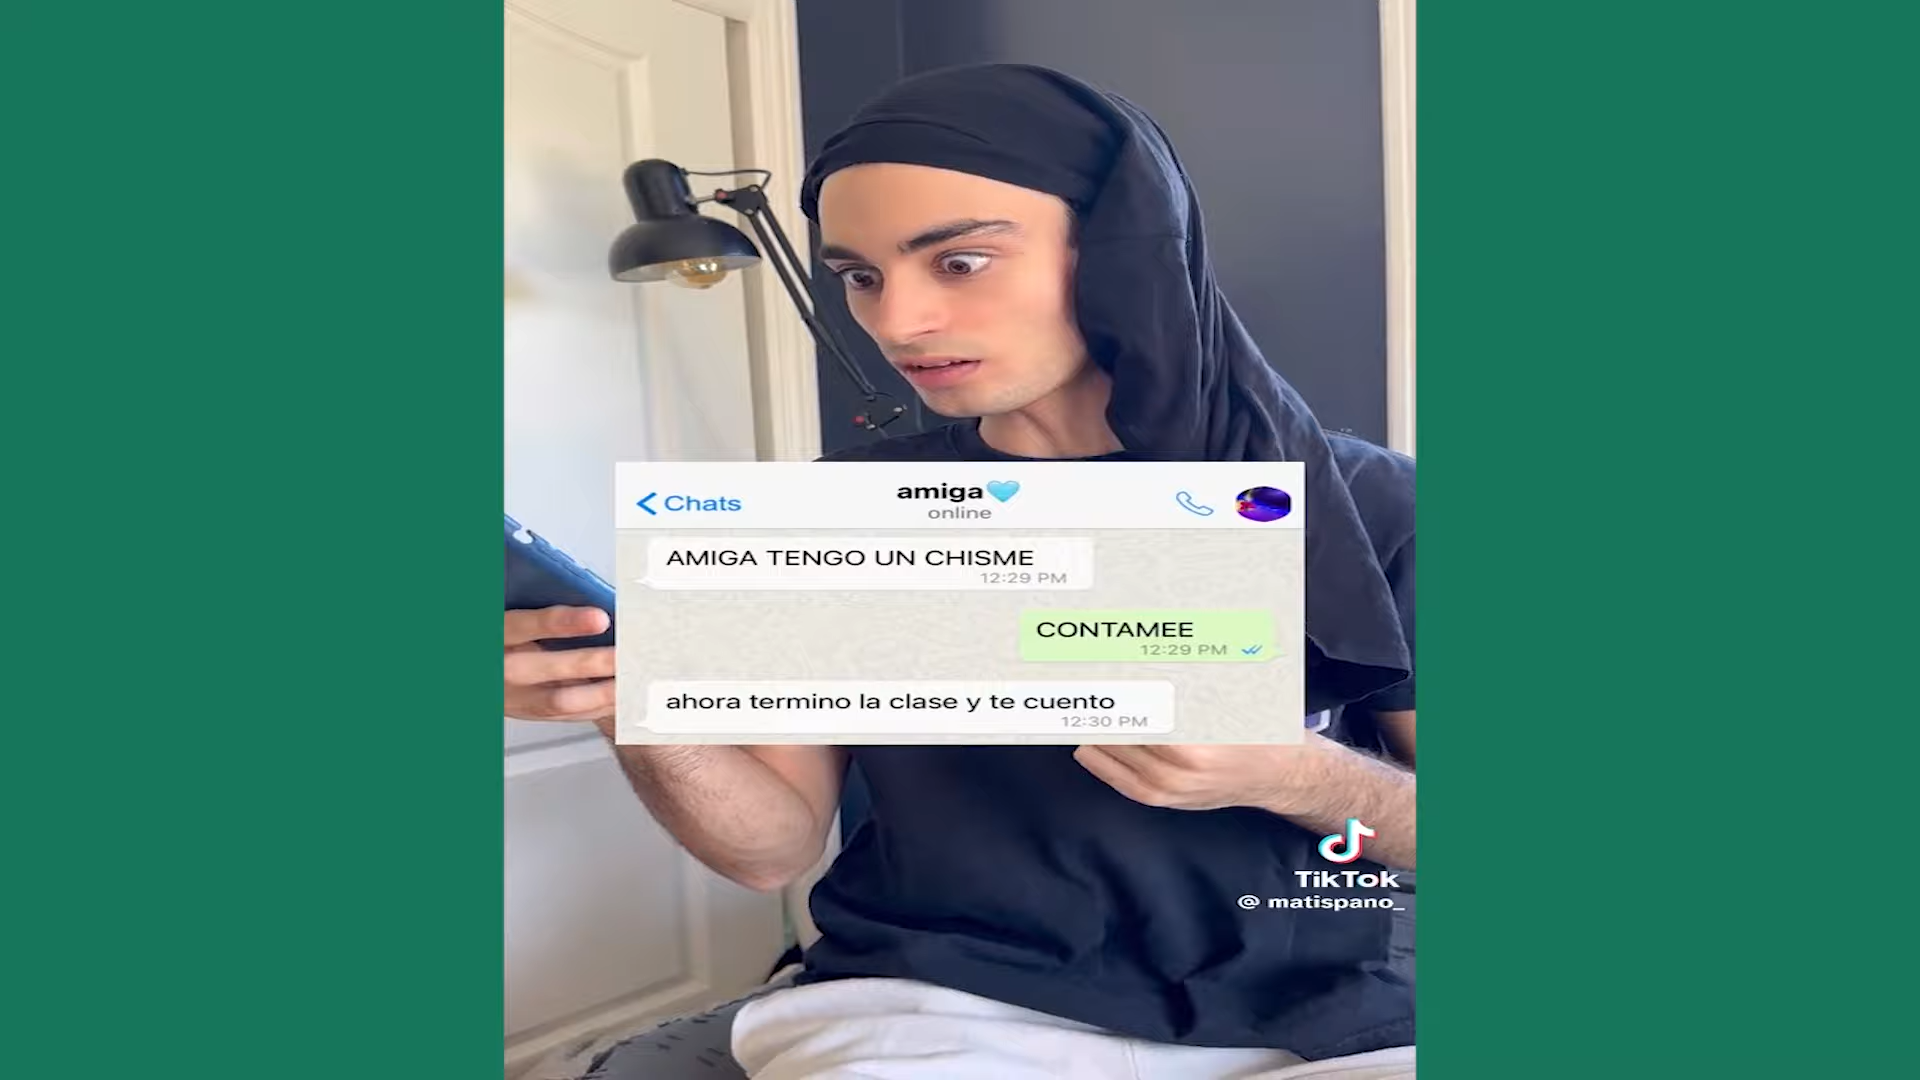 Chats
amiga🩵
online
AMIGA TENGO UN CHISME
12:29 PM
CONTAMEE
12:29 PM
ahora termino la clase y te cuento
12:30 PM
TikTok
@ matispano_